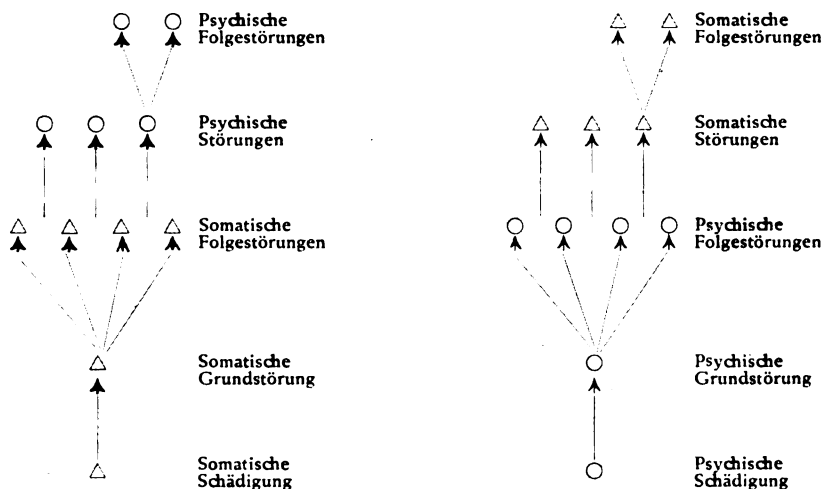 Psychische
Folgestörungen
Psychische
Störungen
Somatische
Folgestörungen
Somatische
Grundstörung
Somatische
Schädigung
Somatische
Folgestörungen
Somatische
Störungen
Psychische
Folgestörungen
Psychische
Grundstörung
Psychische
Schädigung